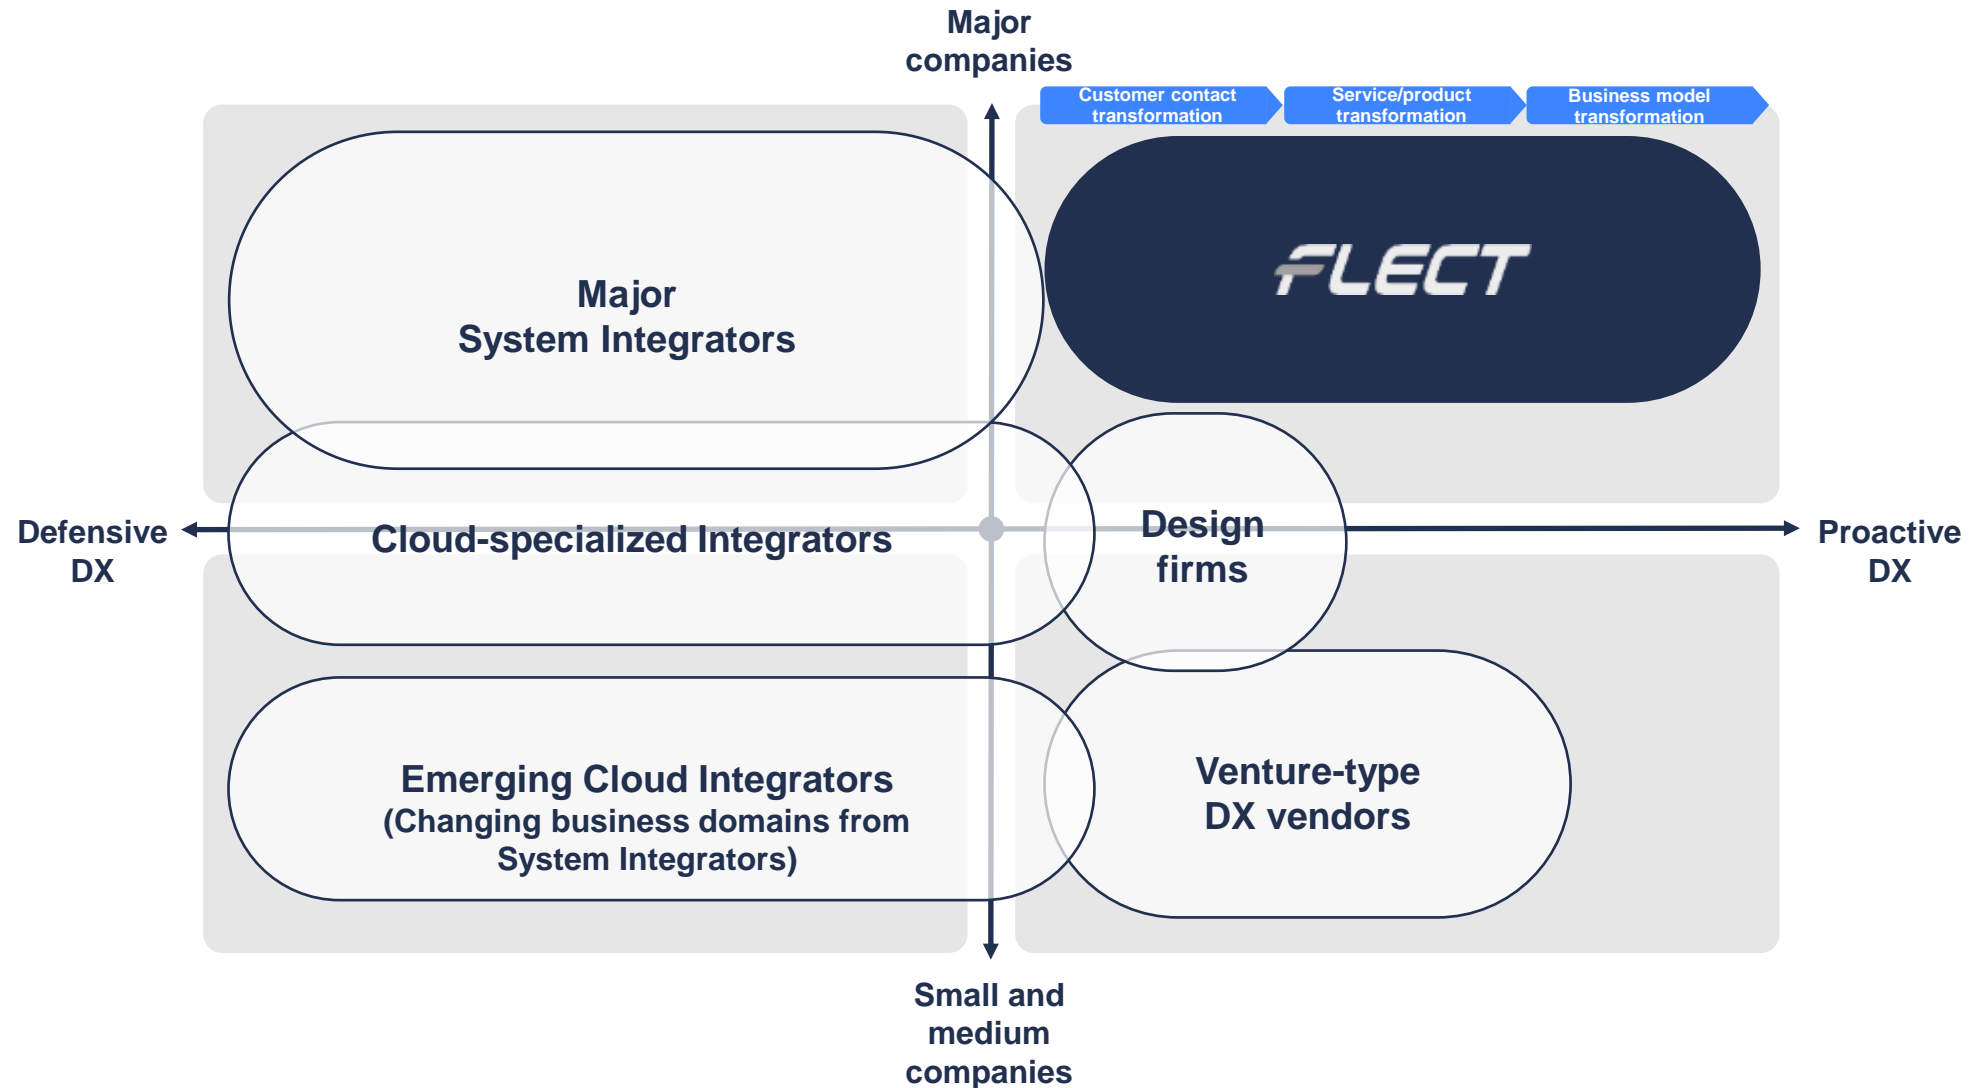 Major
companies
Customer contact
transformation
Service/product
transformation
Business model
transformation
FLECT
Major
System Integrators
Defensive
DX
Cloud-specialized Integrators
Design
firms
Proactive
DX
Emerging Cloud Integrators
(Changing business domains from
System Integrators)
Venture-type
DX vendors
Small and
medium
companies